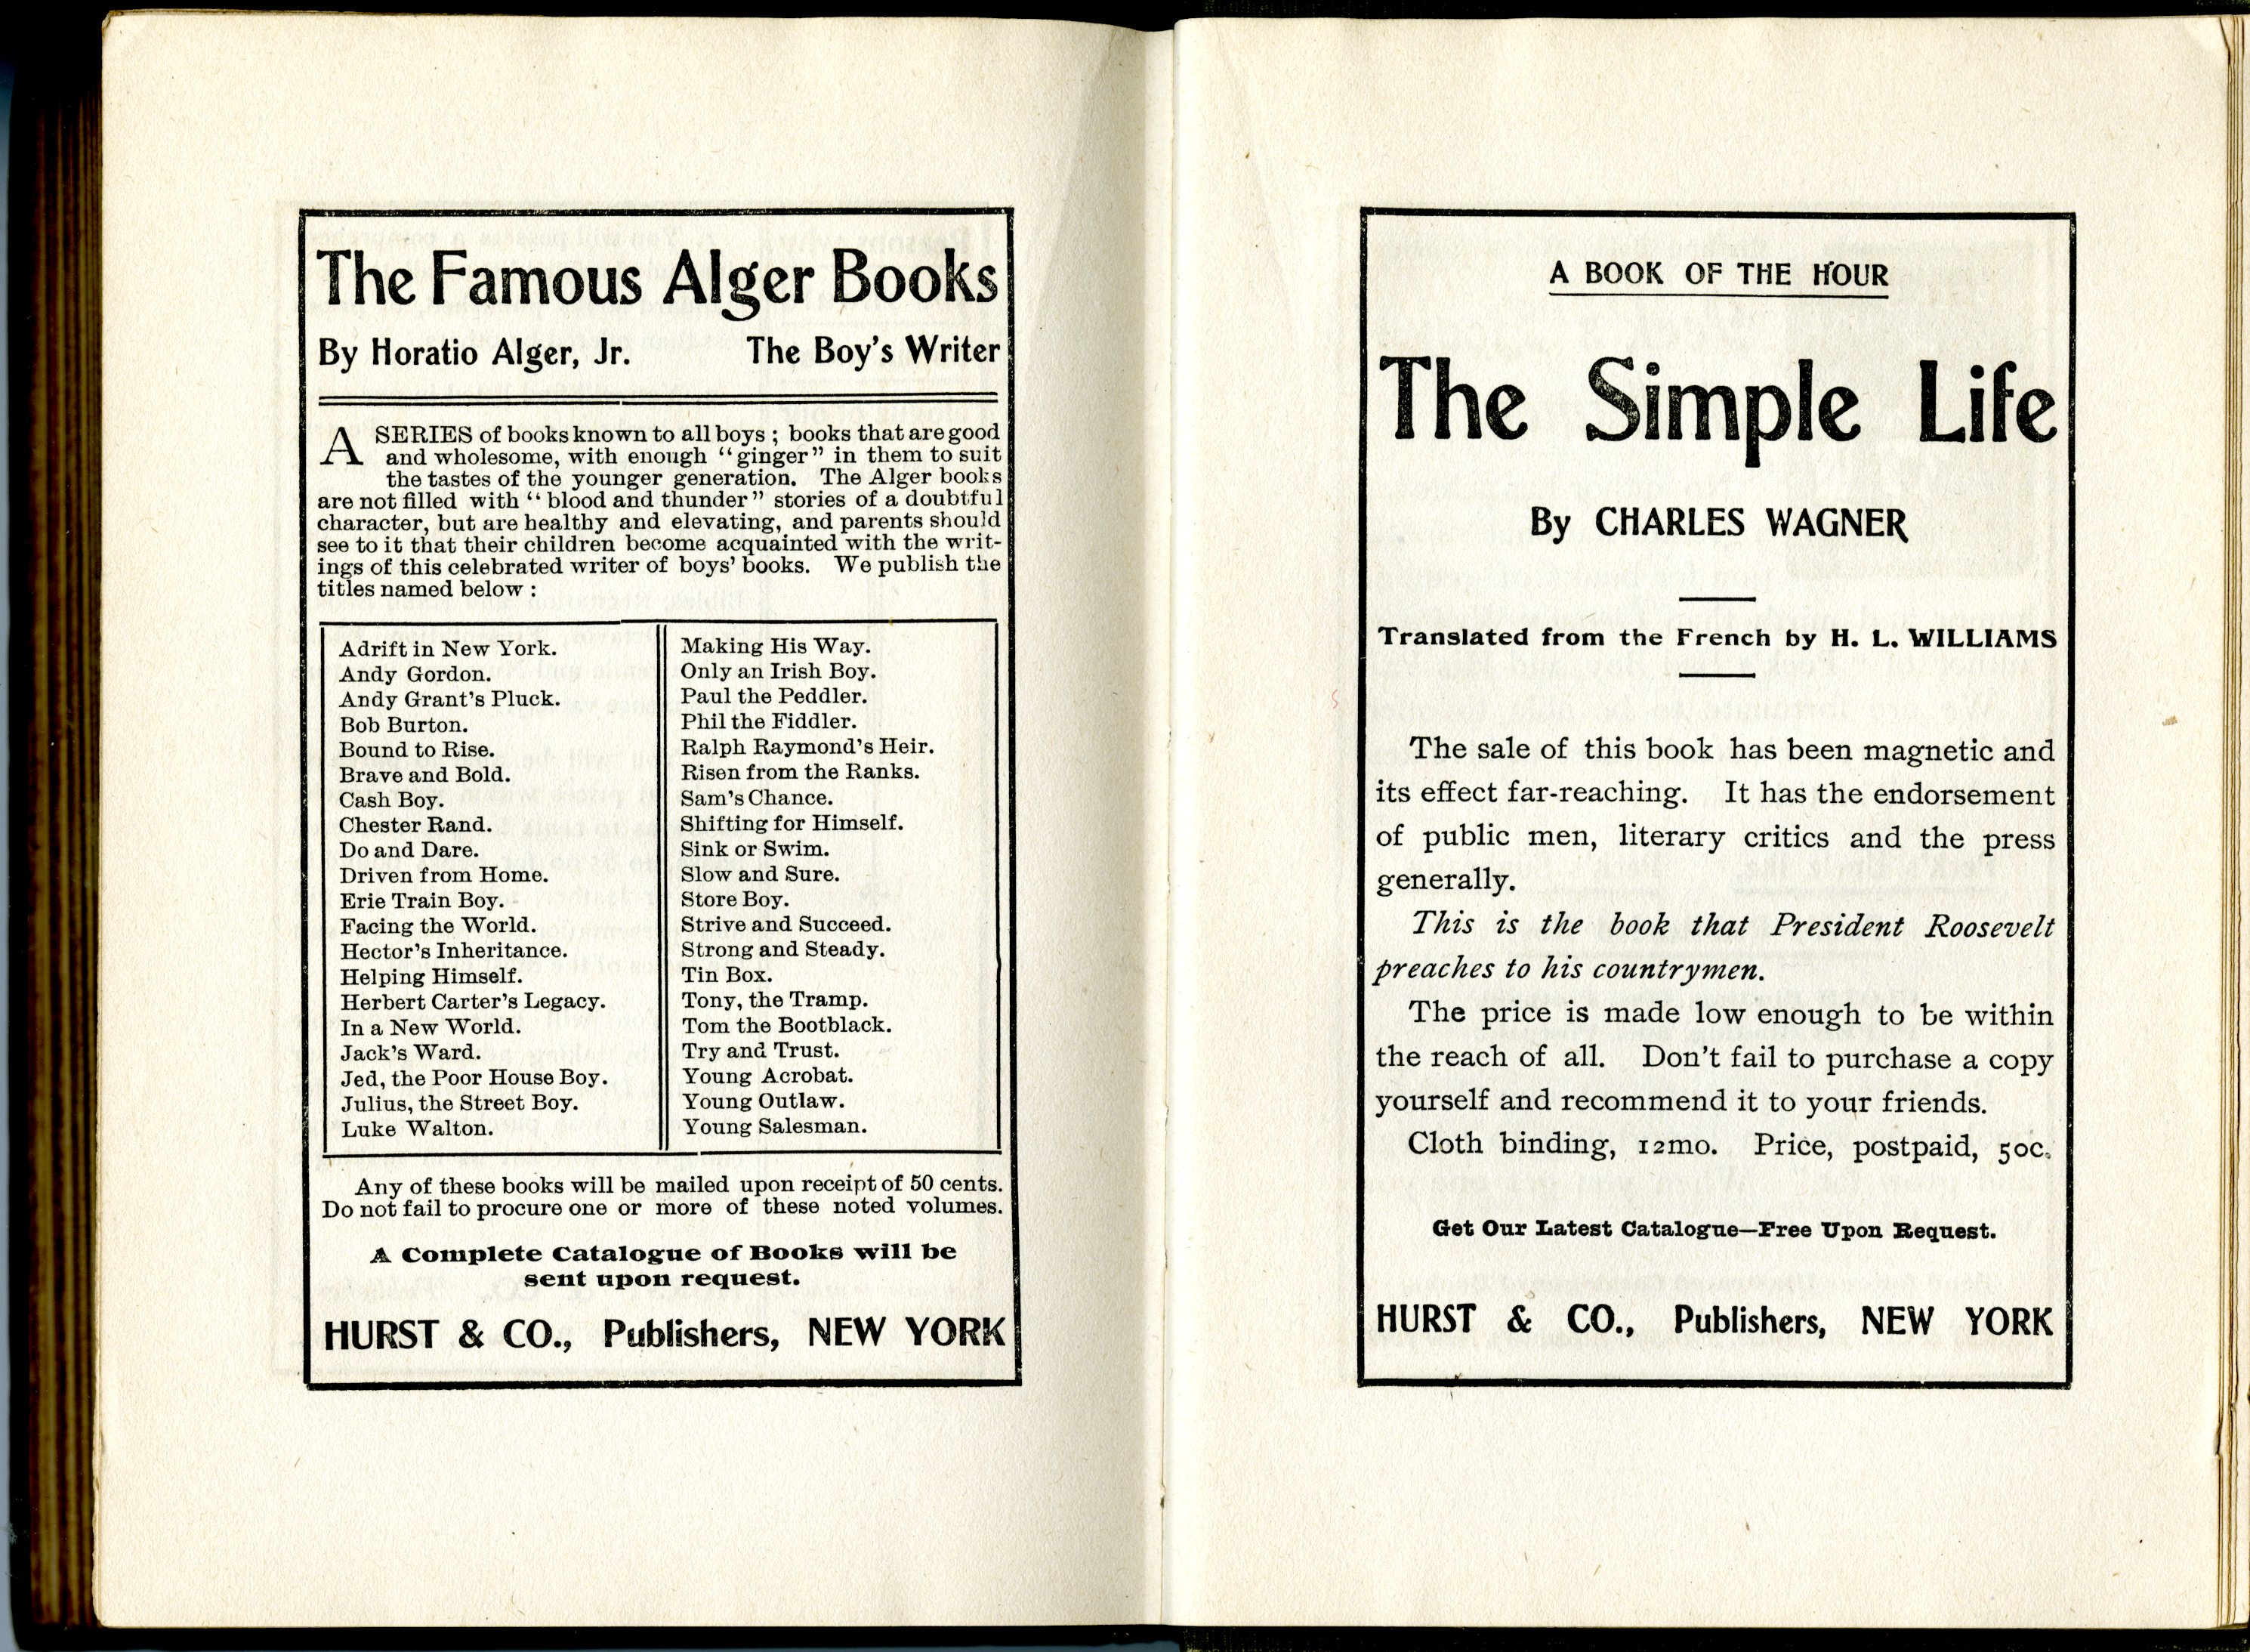 The Famous Alger Books
By Horatio Alger, Jr. The Boy's Writer
A SERIES of books known to all boys ; books that are good
and wholesome, with enough “ginger” in them to suit
the tastes of the younger generation. The Alger books
are not filled with “blood and thunder” stories of a doubtful
character, but are healthy and elevating, and parents should
see to it that their children become acquainted with the writ-
ings of this celebrated writer of boys' books. We publish the
titles named below :
Adrift in New York.
Andy Gordon.
Andy Grant's Pluck.
Bob Burton.
Bound to Rise.
Brave and Bold.
Cash Boy.
Chester Rand.
Do and Dare.
Driven from Home.
Erie Train Boy.
Facing the World.
Hector's Inheritance.
Helping Himself.
Herbert Carter's Legacy.
In a New World.
Jack's Ward.
Jed, the Poor House Boy.
Julius, the Street Boy.
Luke Walton.
Making His Way.
Only an Irish Boy.
Paul the Peddler.
Phil the Fiddler.
Ralph Raymond's Heir.
Risen from the Ranks.
Sam's Chance.
Shifting for Himself.
Sink or Swim.
Slow and Sure.
Store Boy.
Strive and Succeed.
Strong and Steady.
Tin Box.
Tony, the Tramp.
Tom the Bootblack.
Try and Trust.
Young Acrobat.
Young Outlaw.
Young Salesman.
Any of these books will be mailed upon receipt of 50 cents.
Do not fail to procure one or more of these noted volumes.
A Complete Catalogue of Books will be
sent upon request.
HURST & CO., Publishers, NEW YORK
A BOOK OF THE HOUR
The Simple Life
By CHARLES WAGNER
Translated from the French by H. L. WILLIAMS
The sale of this book has been magnetic and
its effect far-reaching. It has the endorsement
of public men, literary critics and the press
generally.
This is the book that President Roosevelt
preaches to his countrymen.
The price is made low enough to be within
the reach of all. Don't fail to purchase a copy
yourself and recommend it to your friends.
Cloth binding, 12mo. Price, postpaid, 50c.
Get Our Latest Catalogue—Free Upon Request.
HURST & CO., Publishers, NEW YORK